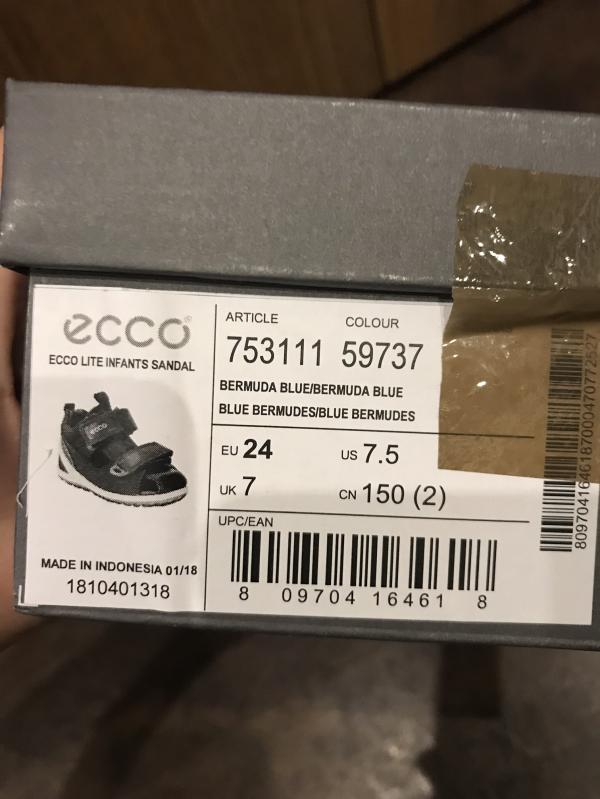 ecco®
ECCO LITE INFANTS SANDAL
ecco
MADE IN INDONESIA 01/18
1810401318
ARTICLE COLOUR
753111 59737
BERMUDA BLUE/BERMUDA BLUE
BLUE BERMUDES/BLUE BERMUDES
EU 24 US 7.5
UK 7 CN 150 (2)
UPC/EAN
8 09704 16461 8
8097041646187000470772527